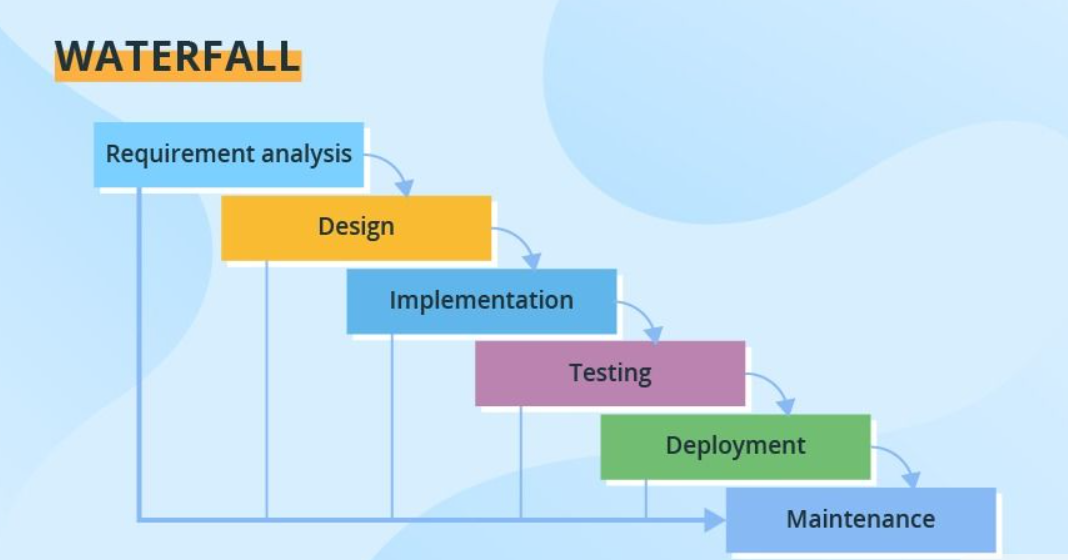 WATERFALL
Requirement analysis
Design
Implementation
Testing
Deployment
Maintenance